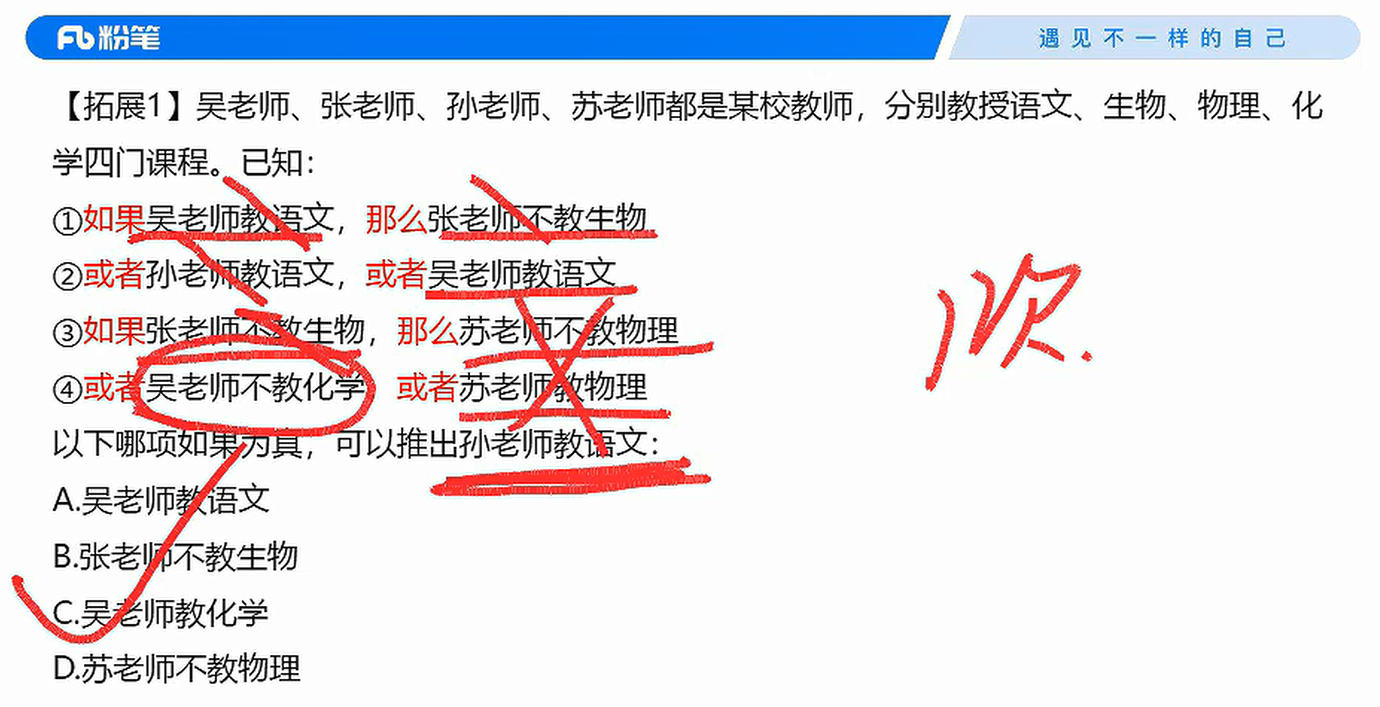 粉笔
遇见不一样的自己
【拓展1】吴老师、张老师、孙老师、苏老师都是某校教师，分别教授语文、生物、物理、化
学四门课程。已知：
①如果吴老师教语文，那么张老师不教生物
②或者孙老师教语文，或者吴老师教语文
③如果张老师不教生物，那么苏老师不教物理
④或者吴老师不教化学 或者苏老师教物理
以下哪项如果为真，可以推出孙老师教语文：
A.吴老师教语文
B.张老师不教生物
C.吴老师教化学
D.苏老师不教物理